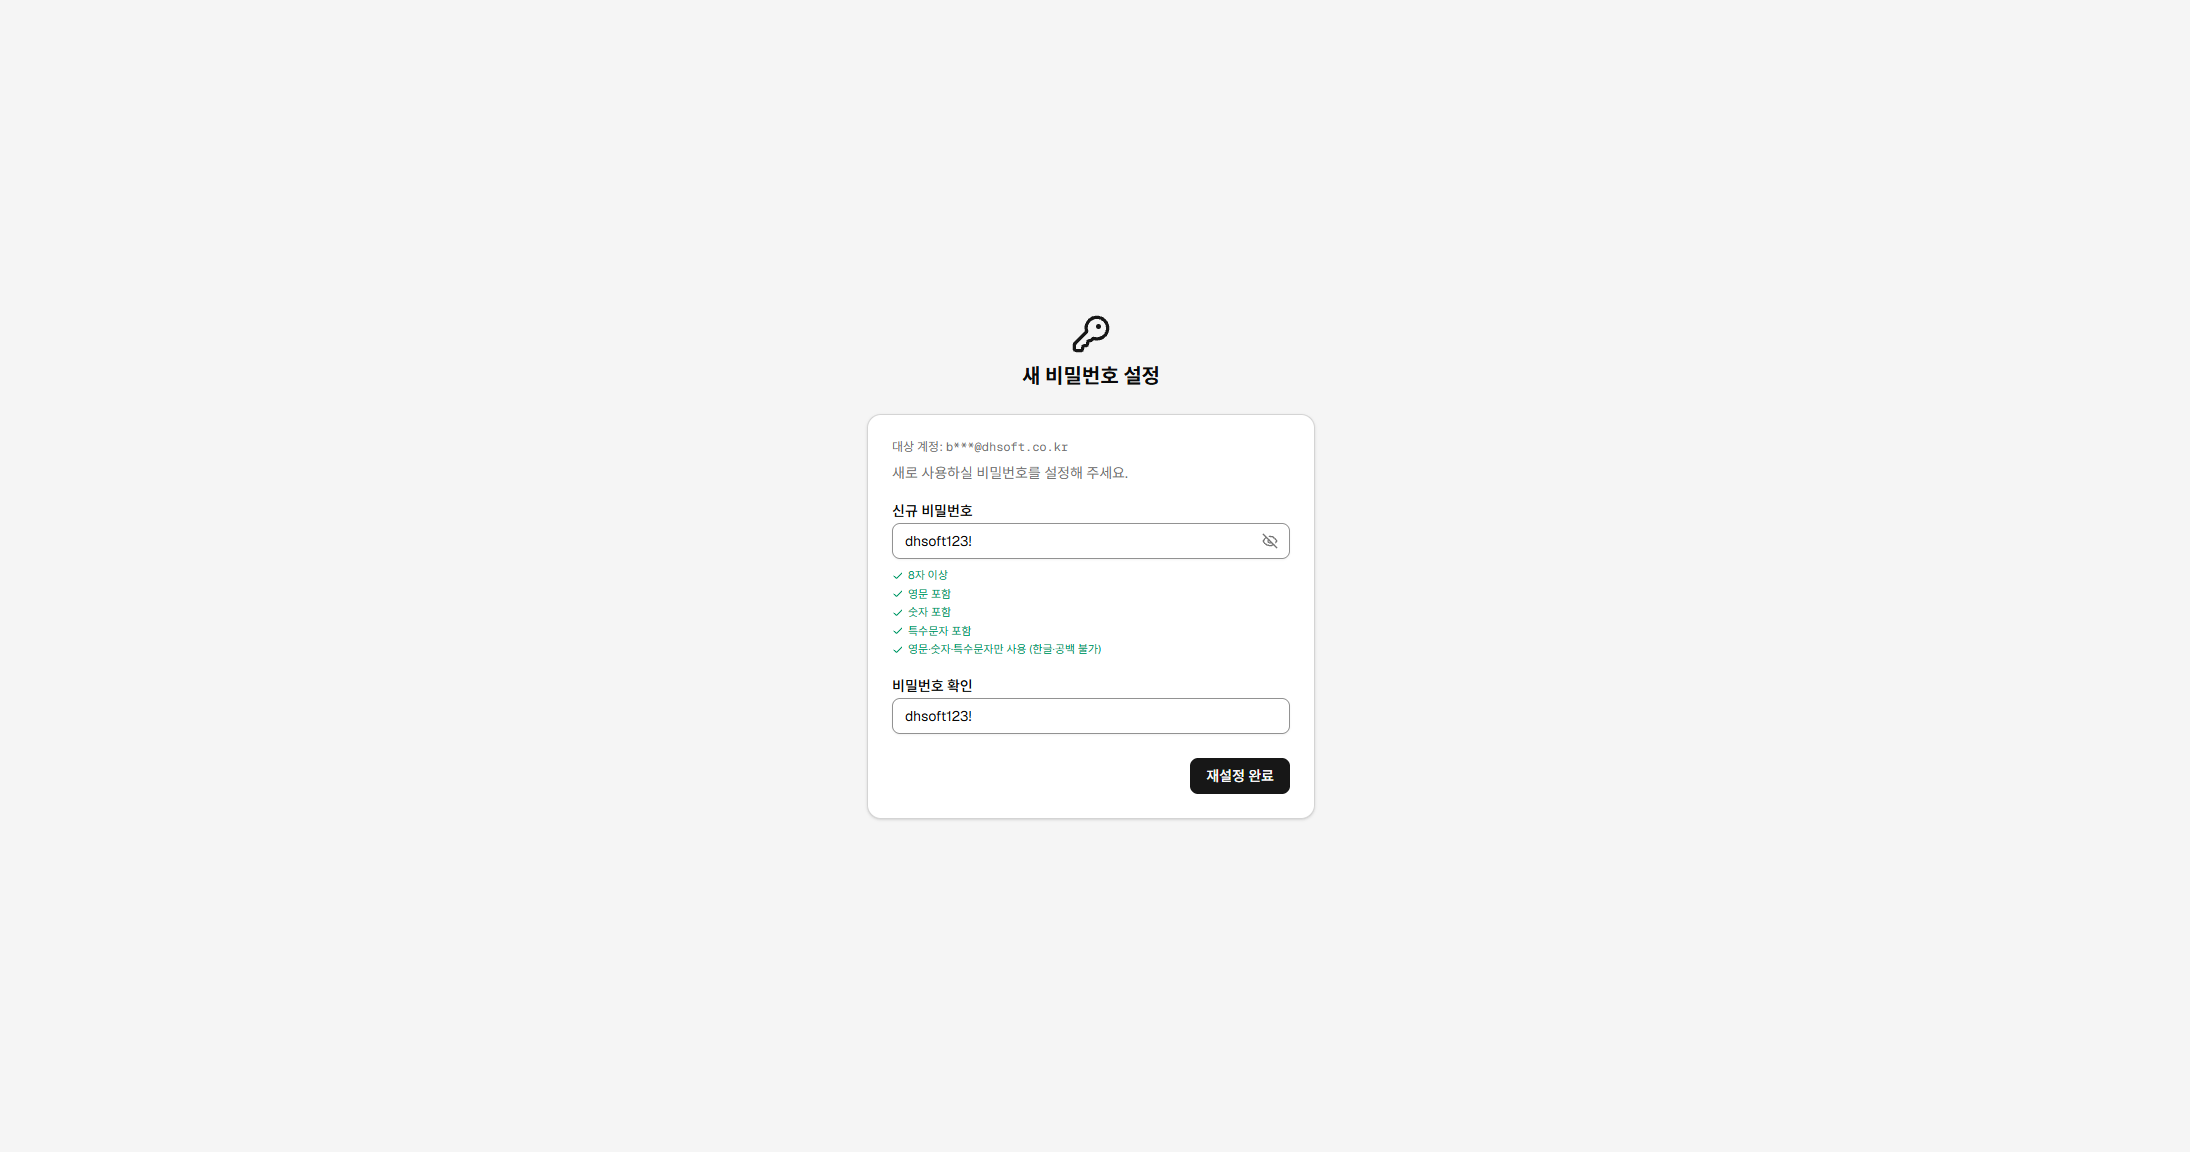 새 비밀번호 설정
대상 계정: b***@dhsoft.co.kr
새로 사용하실 비밀번호를 설정해 주세요.
신규 비밀번호
dhsoft123!
8자 이상
영문 포함
숫자 포함
특수문자 포함
영문·숫자·특수문자만 사용 (한글·공백 불가)
비밀번호 확인
dhsoft123!
재설정 완료